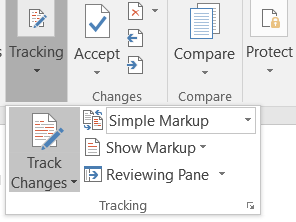 Tracking
Accept
Compare
Protect
Changes
Compare
Track
Changes
Simple Markup
Show Markup
Reviewing Pane
Tracking